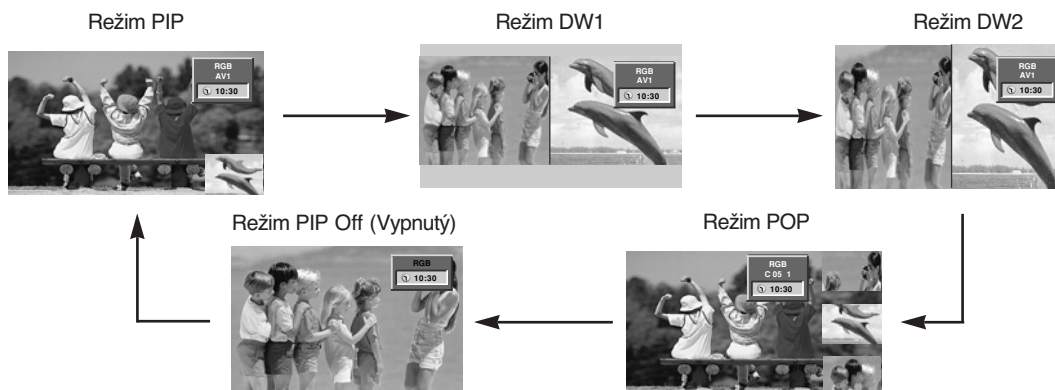 Režim PIP
Režim DW1
Režim DW2
RGB
AV1
10:30
RGB
AV1
10:30
RGB
AV1
10:30
Režim PIP Off (Vypnutý)
Režim POP
RGB
10:30
RGB
C 05 1
10:30